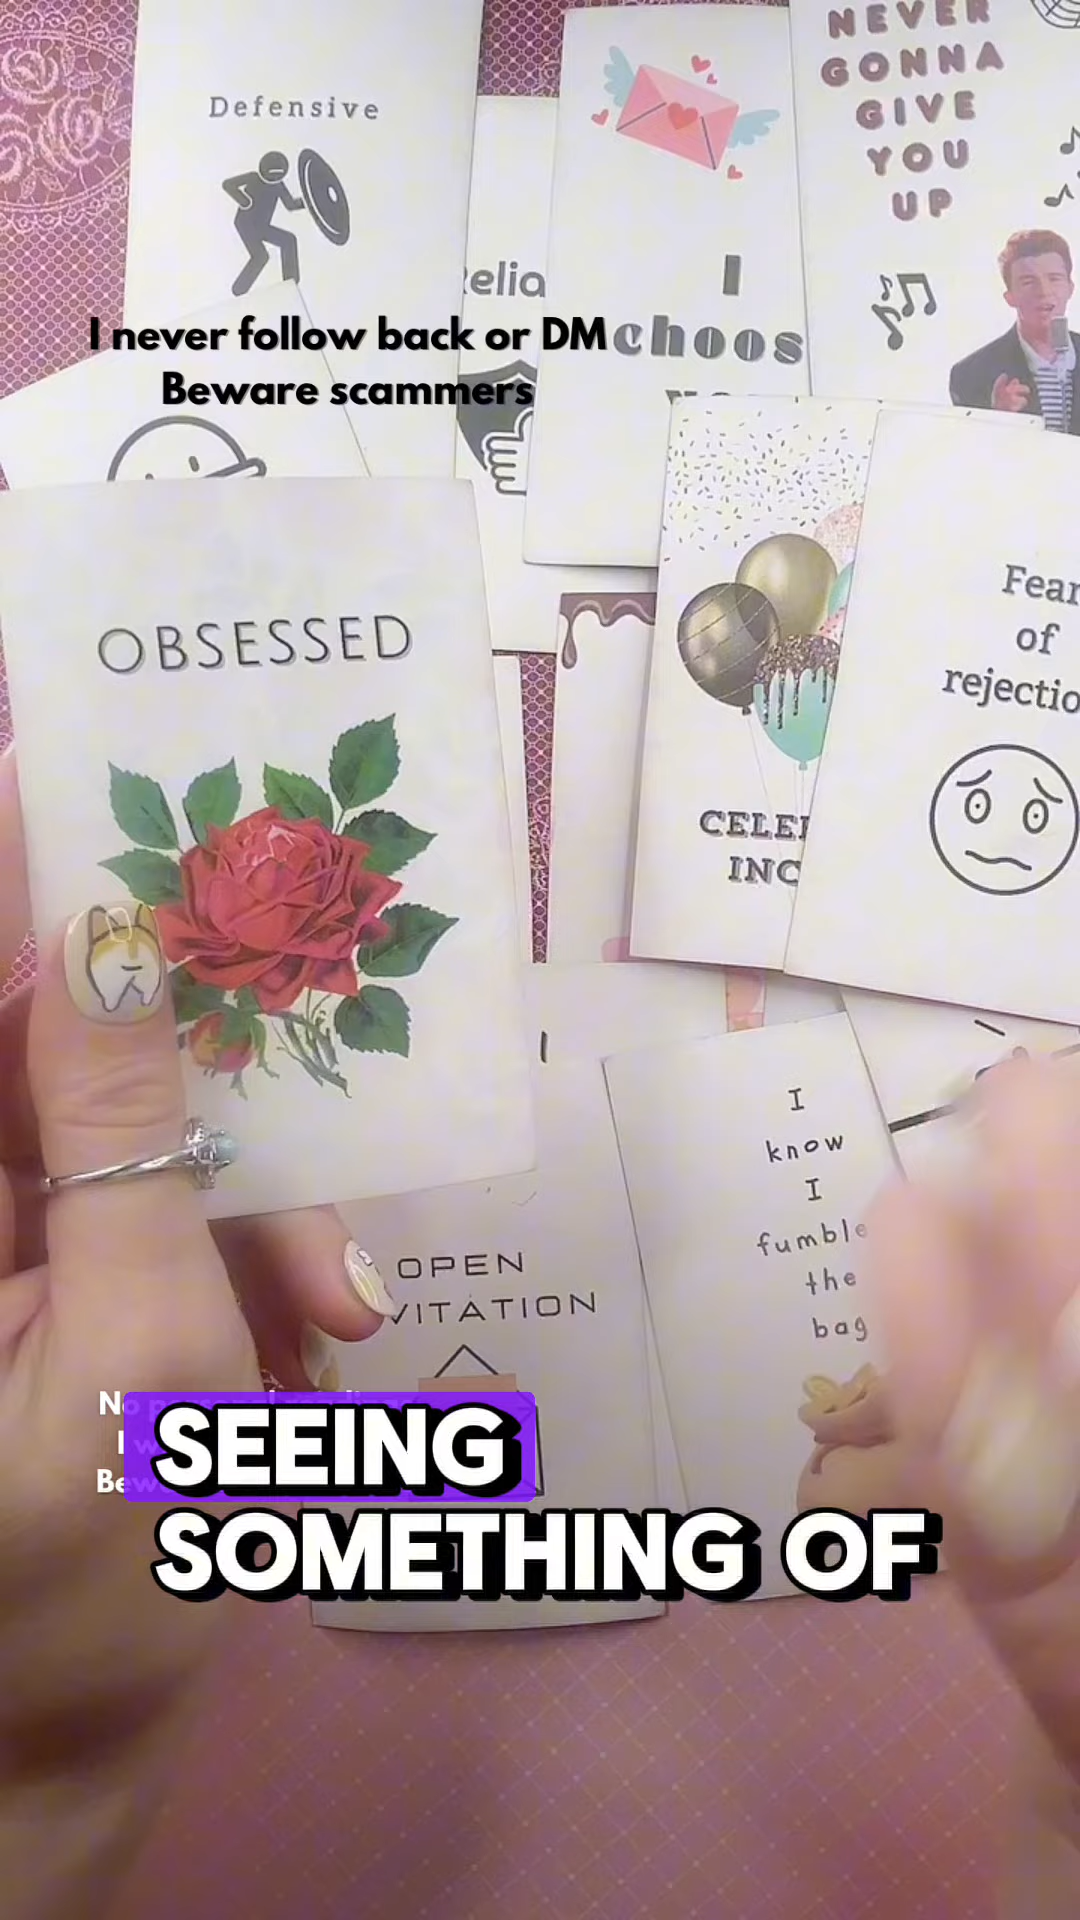 Defensive
NEVER
GONNA
GIVE
YOU
UP
elia
I
choos
I never follow back or DM
Beware scammers
OBSESSED
Fear
of
rejectio
CELE
INC
I
I
know
I
fumble
the
bag
OPEN
VITATION
SEEING
SOMETHING OF